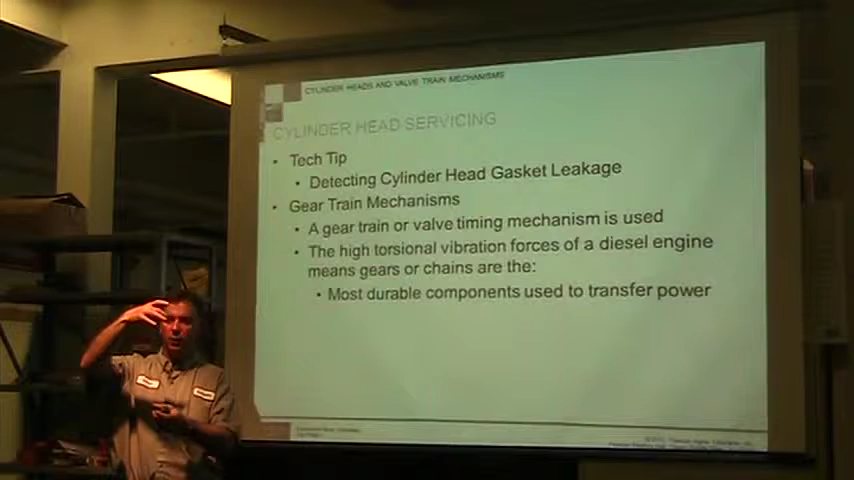 CYLINDER HEADS AND VALVE TRAIN MECHANISMS
CYLINDER HEAD SERVICING
• Tech Tip
• Detecting Cylinder Head Gasket Leakage
• Gear Train Mechanisms
• A gear train or valve timing mechanism is used
• The high torsional vibration forces of a diesel engine
means gears or chains are the:
• Most durable components used to transfer power